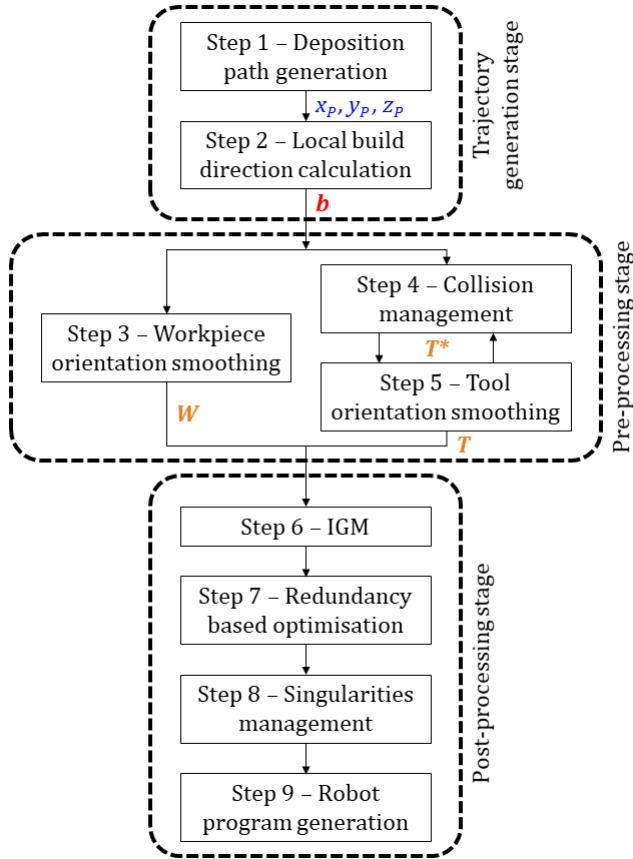 Step 1 – Deposition
path generation
x_P, y_P, z_P
Step 2 – Local build
direction calculation
b
Trajectory
generation stage
Step 3 – Workpiece
orientation smoothing
W
Step 4 – Collision
management
T*
Step 5 – Tool
orientation smoothing
T
Pre-processing stage
Step 6 – IGM
Step 7 – Redundancy
based optimisation
Step 8 – Singularities
management
Step 9 – Robot
program generation
Post-processing stage